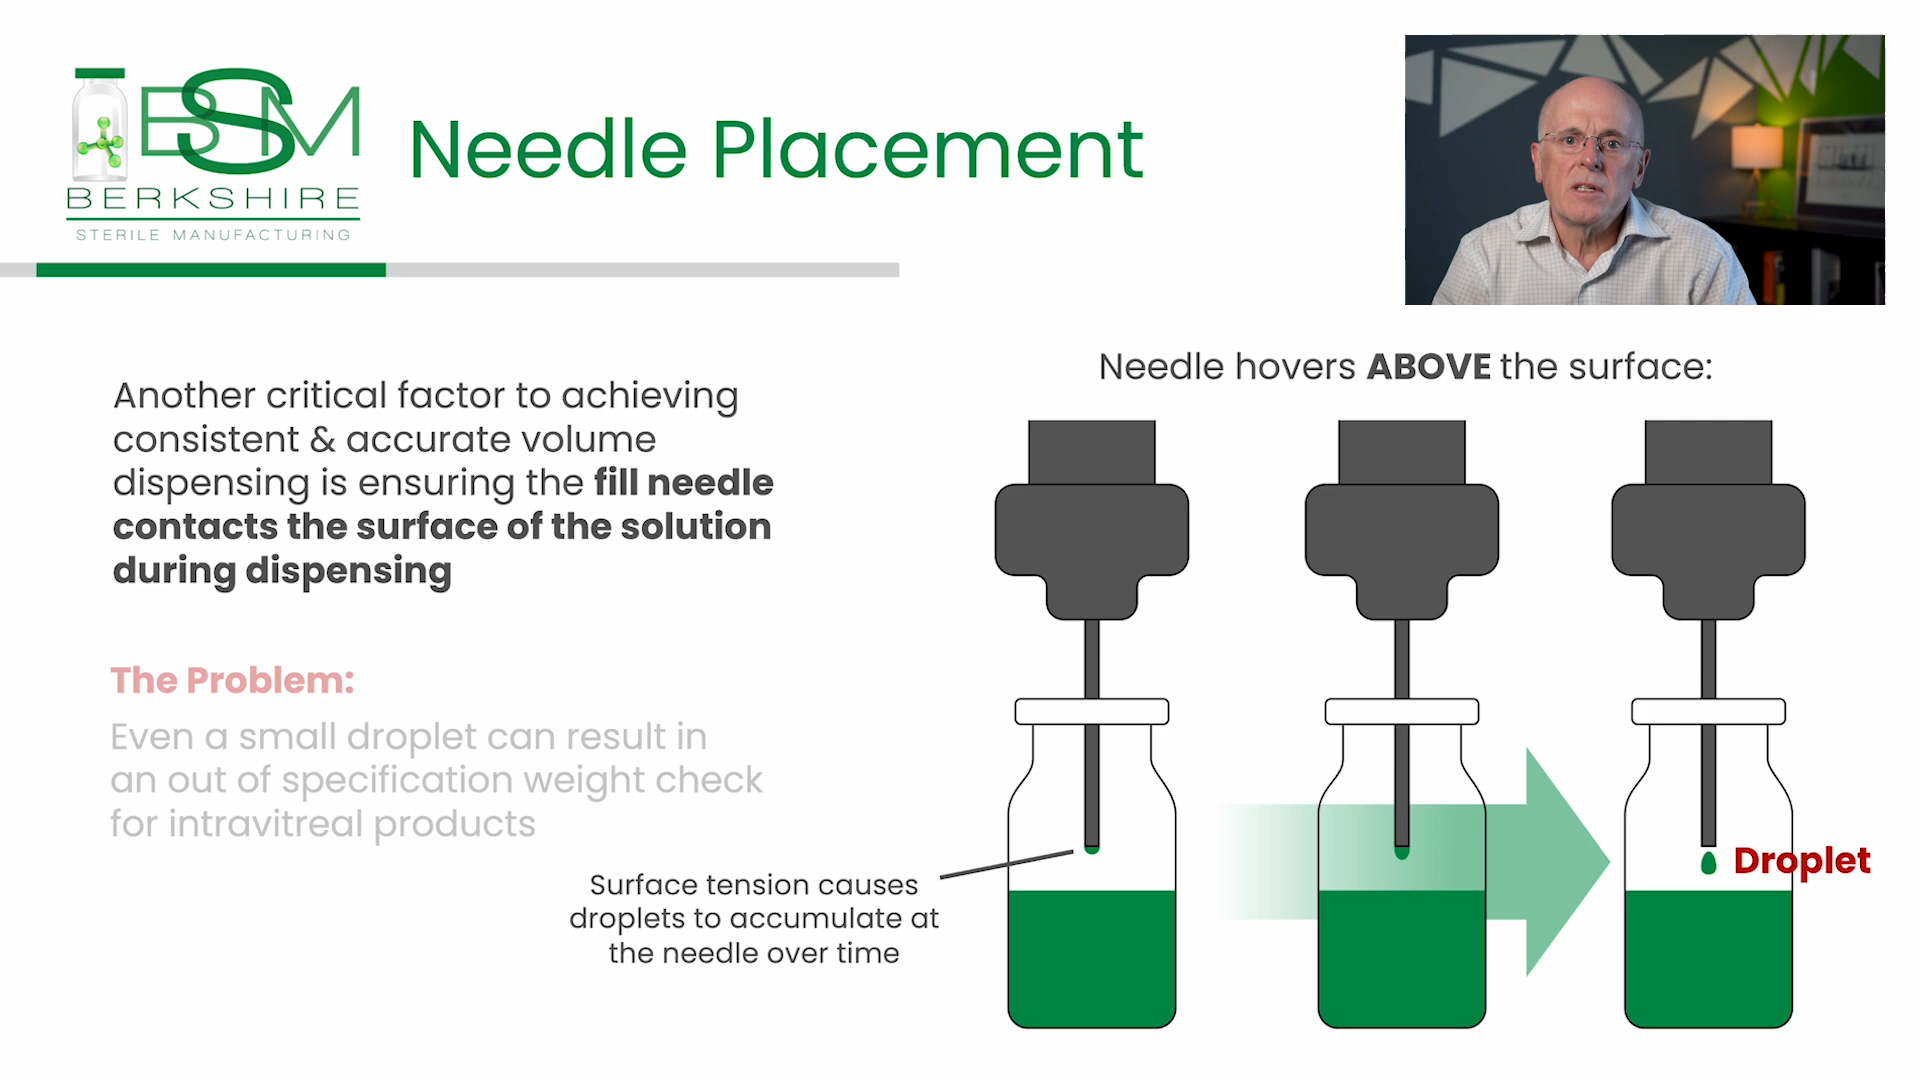 BSM
BERKSHIRE
STERILE MANUFACTURING
Needle Placement
Another critical factor to achieving
consistent & accurate volume
dispensing is ensuring the fill needle
contacts the surface of the solution
during dispensing
The Problem:
Even a small droplet can result in
an out of specification weight check
for intravitreal products
Needle hovers ABOVE the surface:
Surface tension causes
droplets to accumulate at
the needle over time
Droplet